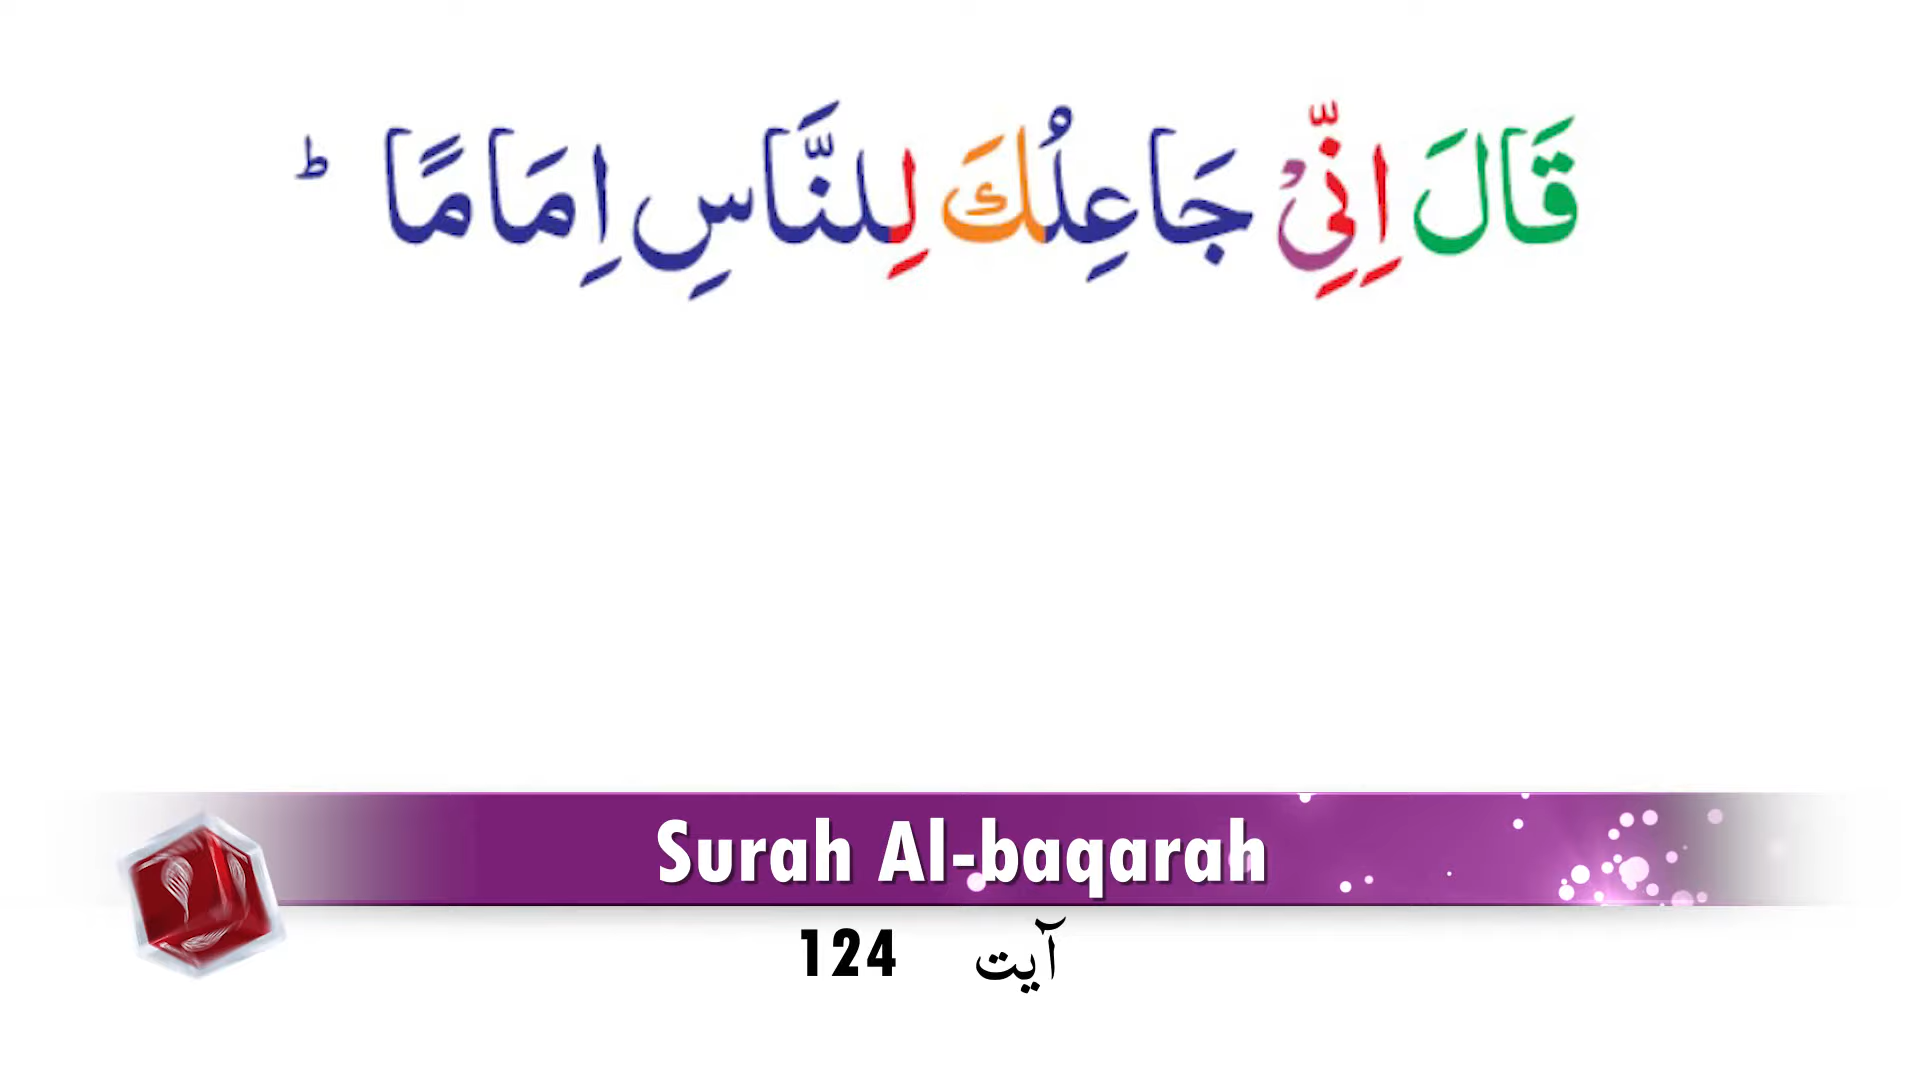 قَالَ اِنِّیْ جَاعِلُكَ لِلنَّاسِ اِمَامًا ؕ
Surah Al-baqarah
آیت 124